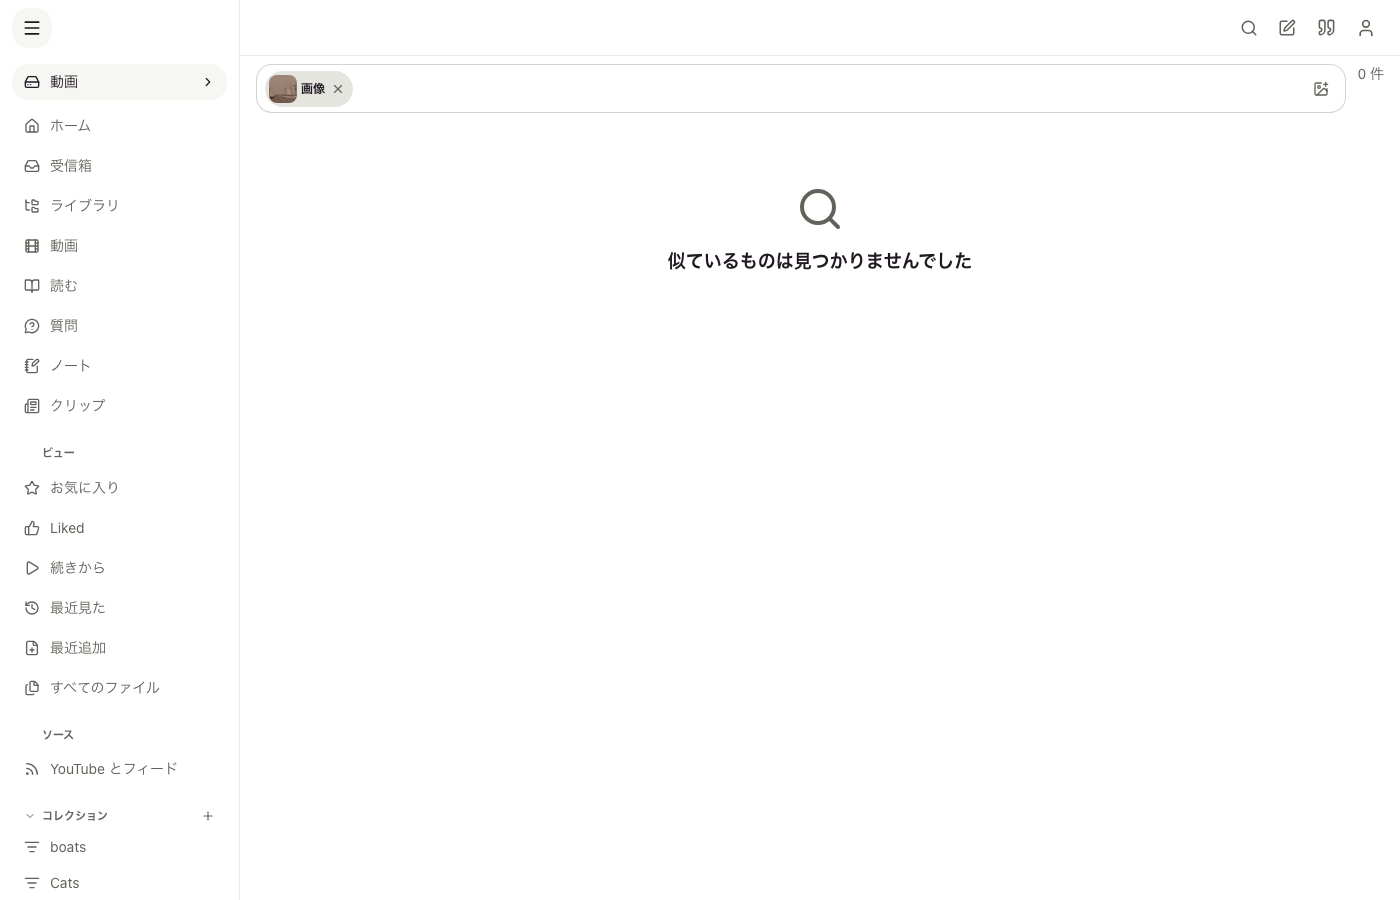 動画
ホーム
受信箱
ライブラリ
動画
読む
質問
ノート
クリップ
ビュー
お気に入り
Liked
続きから
最近見た
最近追加
すべてのファイル
ソース
YouTube とフィード
コレクション
boats
Cats
画像
0 件
似ているものは見つかりませんでした